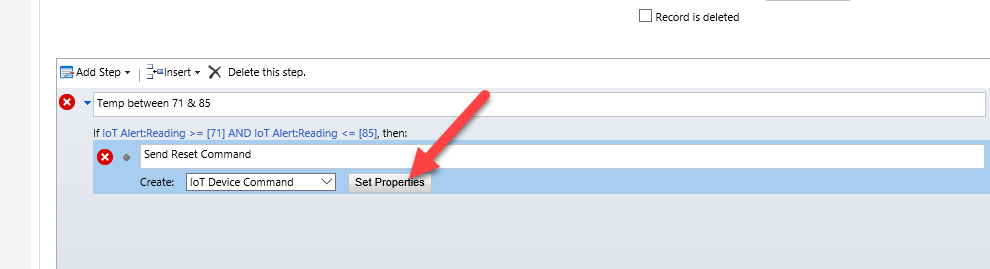 Record is deleted
Add Step Insert Delete this step.
Temp between 71 & 85
If IoT Alert:Reading >= [71] AND IoT Alert:Reading <= [85], then:
Send Reset Command
Create: IoT Device Command Set Properties